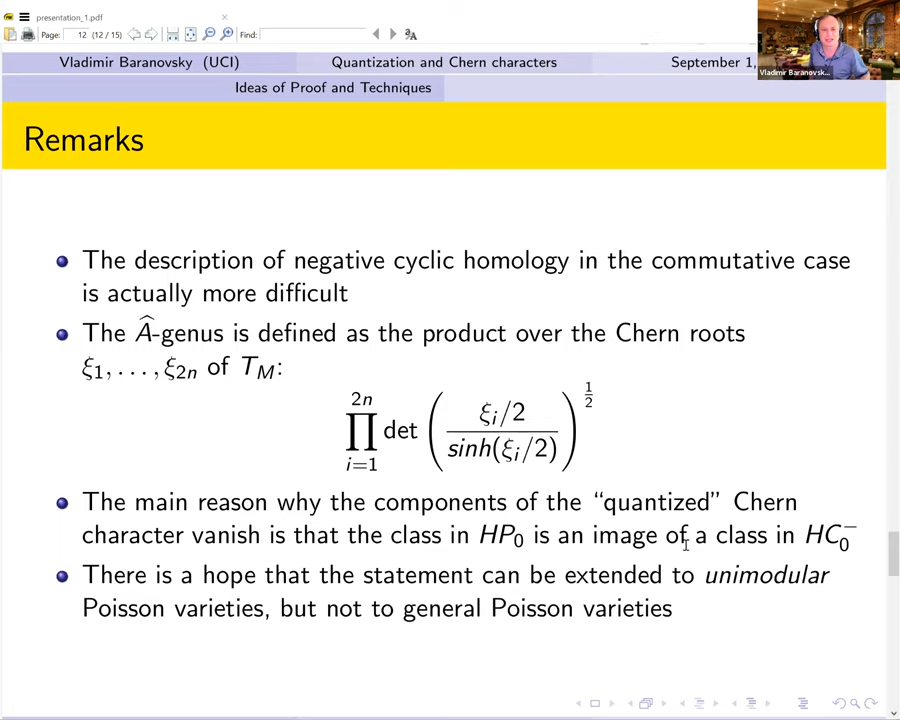 presentation_1.pdf
Page: 12 (12/15) Find:
Vladimir Baranovsky (UCI) Quantization and Chern characters September 1,
Vladimir Baranovsk...
Ideas of Proof and Techniques
Remarks
The description of negative cyclic homology in the commutative case
is actually more difficult
The Â-genus is defined as the product over the Chern roots
ξ₁, . . . , ξ₂ₙ of T_M:
∏_{i=1}^{2n} det ( (ξᵢ/2) / (sinh(ξᵢ/2)) )^{1/2}
The main reason why the components of the “quantized” Chern
character vanish is that the class in HP₀ is an image of a class in HC₀⁻
There is a hope that the statement can be extended to unimodular
Poisson varieties, but not to general Poisson varieties